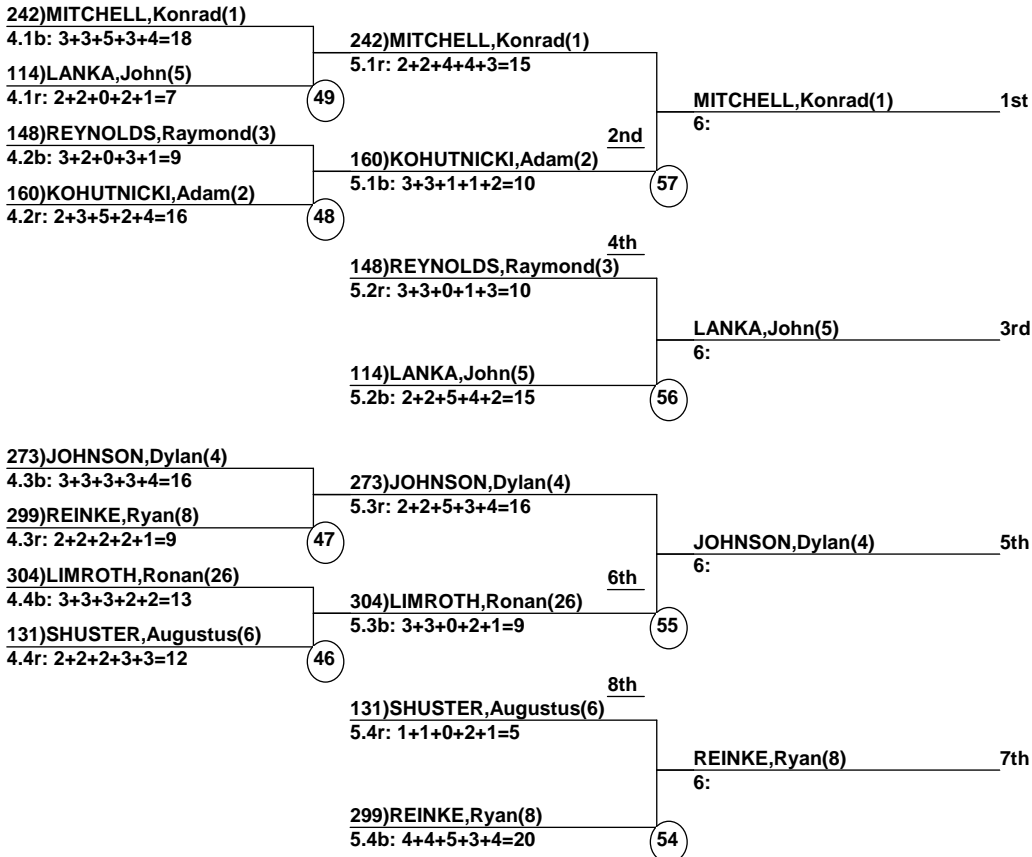 242)MITCHELL,Konrad(1)
4.1b: 3+3+5+3+4=18
242)MITCHELL,Konrad(1)
5.1r: 2+2+4+4+3=15
114)LANKA,John(5)
4.1r: 2+2+0+2+1=7
49
MITCHELL,Konrad(1)
1st
6:
148)REYNOLDS,Raymond(3)
4.2b: 3+2+0+3+1=9
2nd
160)KOHUTNICKI,Adam(2)
5.1b: 3+3+1+1+2=10
57
160)KOHUTNICKI,Adam(2)
4.2r: 2+3+5+2+4=16
48
4th
148)REYNOLDS,Raymond(3)
5.2r: 3+3+0+1+3=10
LANKA,John(5)
3rd
6:
114)LANKA,John(5)
5.2b: 2+2+5+4+2=15
56
273)JOHNSON,Dylan(4)
4.3b: 3+3+3+3+4=16
273)JOHNSON,Dylan(4)
5.3r: 2+2+5+3+4=16
299)REINKE,Ryan(8)
4.3r: 2+2+2+2+1=9
47
JOHNSON,Dylan(4)
5th
6:
304)LIMROTH,Ronan(26)
4.4b: 3+3+3+2+2=13
6th
304)LIMROTH,Ronan(26)
5.3b: 3+3+0+2+1=9
55
131)SHUSTER,Augustus(6)
4.4r: 2+2+2+3+3=12
46
8th
131)SHUSTER,Augustus(6)
5.4r: 1+1+0+2+1=5
REINKE,Ryan(8)
7th
6:
299)REINKE,Ryan(8)
5.4b: 4+4+5+3+4=20
54